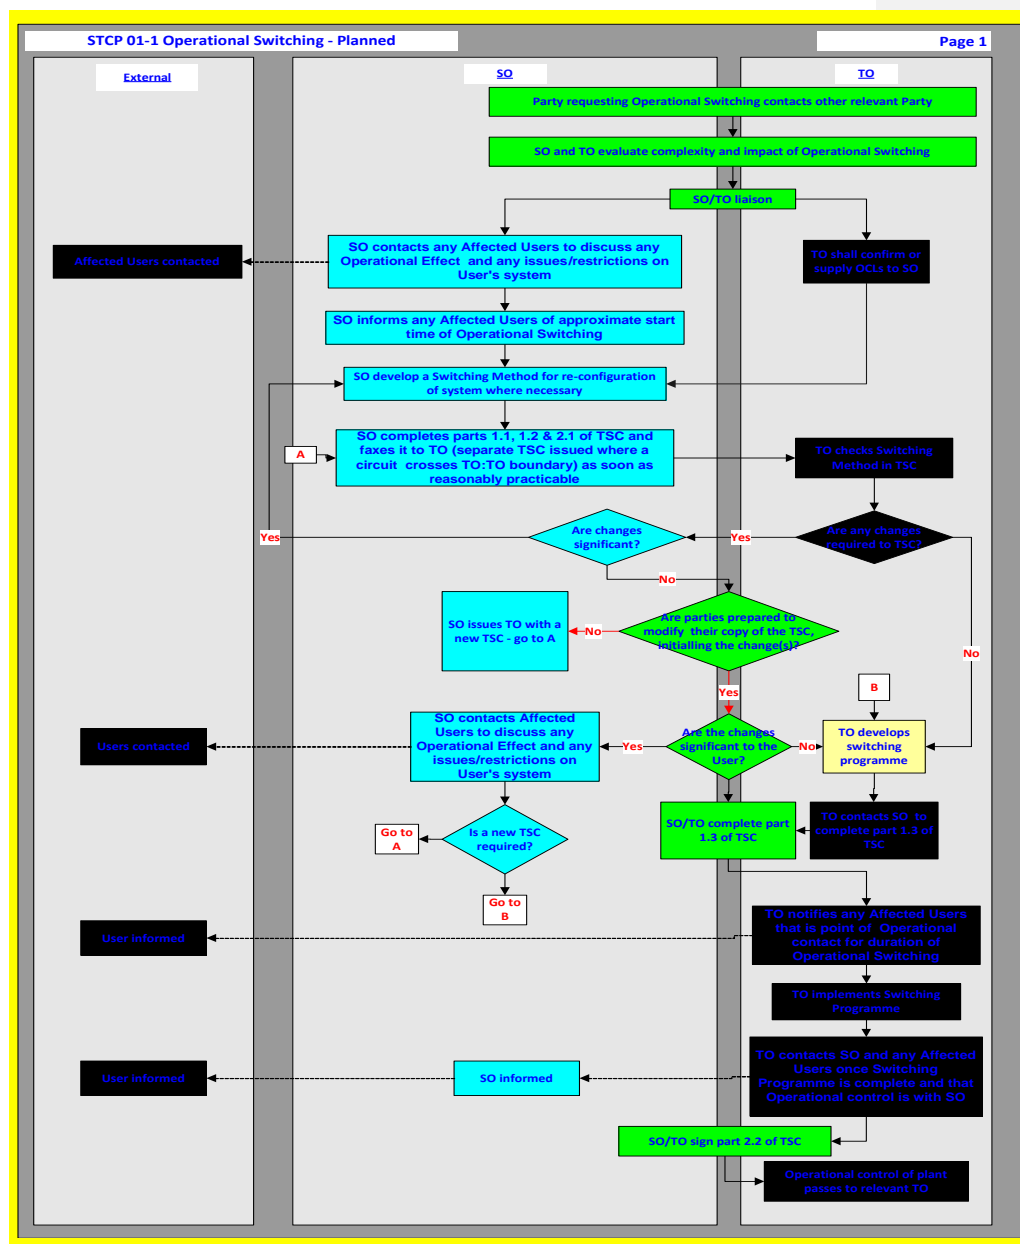 STCP 01-1 Operational Switching - Planned
Page 1
External
SO
TO
Party requesting Operational Switching contacts other relevant Party
SO and TO evaluate complexity and impact of Operational Switching
SO/TO liaison
SO contacts any Affected Users to discuss any
Operational Effect and any issues/restrictions on
User's system
Affected Users contacted
TO shall confirm or
supply OCLs to SO
SO informs any Affected Users of approximate start
time of Operational Switching
SO develop a Switching Method for re-configuration
of system where necessary
A
SO completes parts 1.1, 1.2 & 2.1 of TSC and
faxes it to TO (separate TSC issued where a
circuit crosses TO:TO boundary) as soon as
reasonably practicable
TO checks Switching
Method in TSC
Are any changes
required to TSC?
Yes
Are changes
significant?
Yes
No
No
Are parties prepared to
modify their copy of the TSC,
initialling the change(s)?
No
SO issues TO with a
new TSC - go to A
Yes
B
Are the changes
significant to the
User?
Yes
No
TO develops
switching
programme
SO contacts Affected
Users to discuss any
Operational Effect and any
issues/restrictions on
User's system
Users contacted
Is a new TSC
required?
Go to
A
Go to
B
SO/TO complete part
1.3 of TSC
TO contacts SO to
complete part 1.3 of
TSC
TO notifies any Affected Users
that is point of Operational
contact for duration of
Operational Switching
User informed
TO implements Switching
Programme
TO contacts SO and any Affected
Users once Switching
Programme is complete and that
Operational control is with SO
SO informed
User informed
SO/TO sign part 2.2 of TSC
Operational control of plant
passes to relevant TO